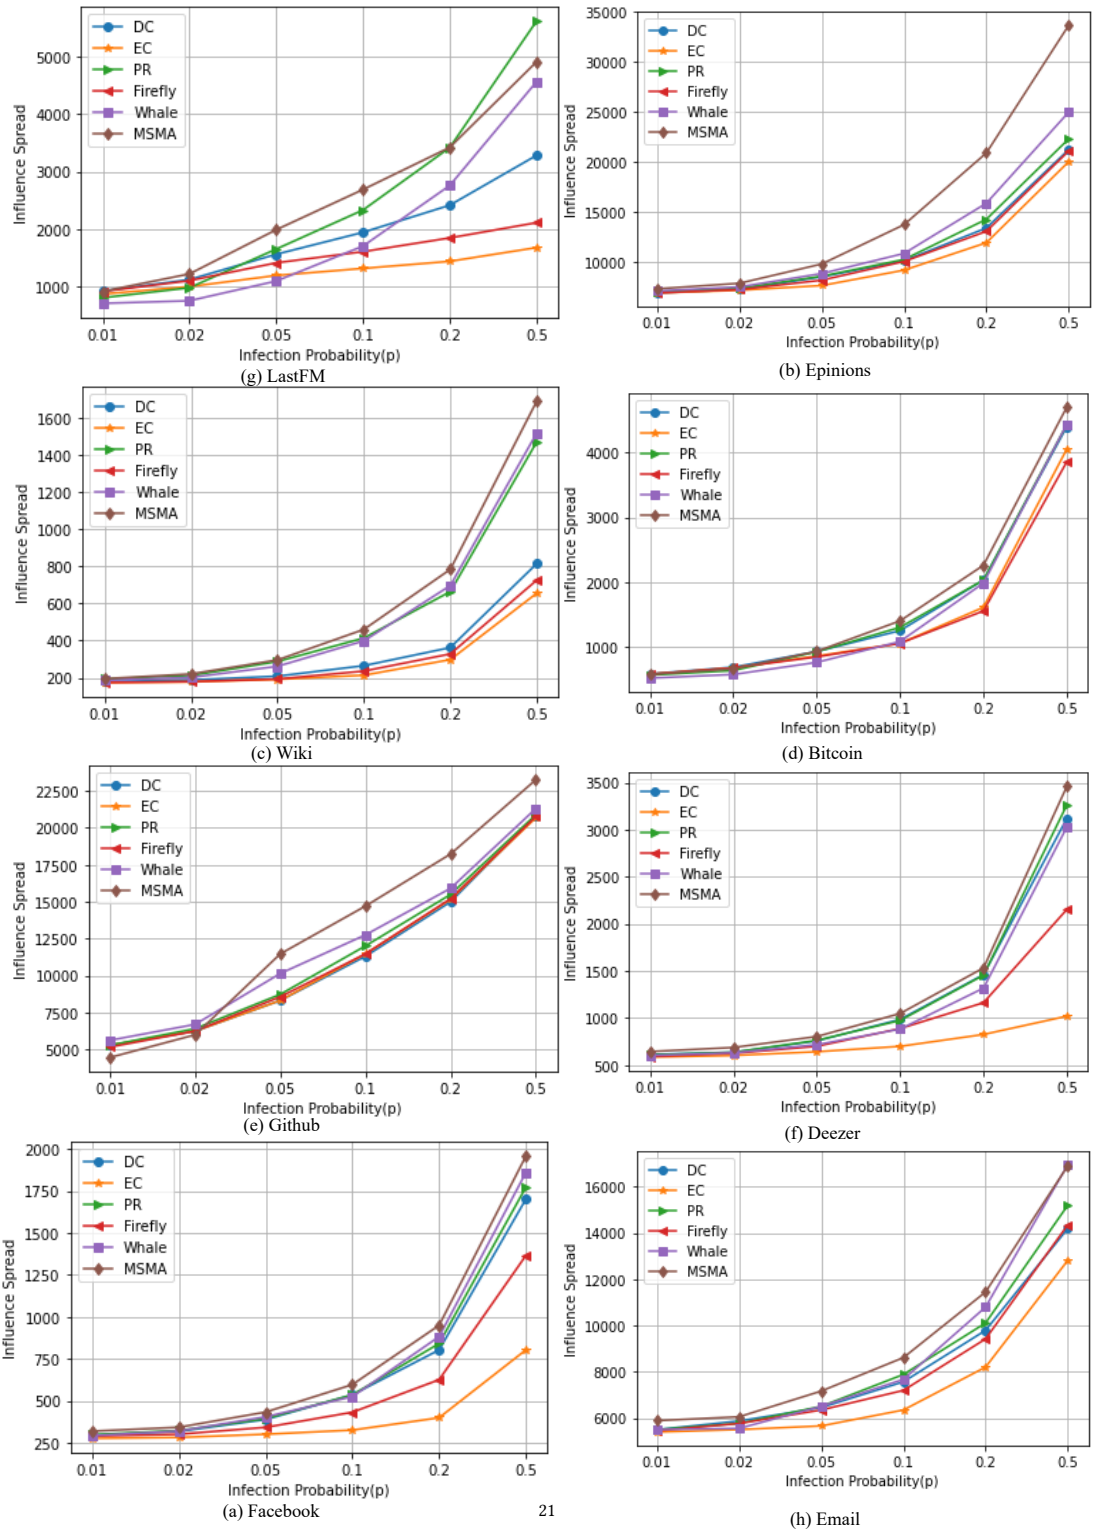 DC
EC
PR
Firefly
Whale
MSMA
5000
4000
3000
2000
1000
Influence Spread
0.01 0.02 0.05 0.1 0.2 0.5
Infection Probability(p)
(g) LastFM
DC
EC
PR
Firefly
Whale
MSMA
35000
30000
25000
20000
15000
10000
Influence Spread
0.01 0.02 0.05 0.1 0.2 0.5
Infection Probability(p)
(b) Epinions
DC
EC
PR
Firefly
Whale
MSMA
1600
1400
1200
1000
800
600
400
200
Influence Spread
0.01 0.02 0.05 0.1 0.2 0.5
Infection Probability(p)
(c) Wiki
DC
EC
PR
Firefly
Whale
MSMA
4000
3000
2000
1000
Influence Spread
0.01 0.02 0.05 0.1 0.2 0.5
Infection Probability(p)
(d) Bitcoin
DC
EC
PR
Firefly
Whale
MSMA
22500
20000
17500
15000
12500
10000
7500
5000
Influence Spread
0.01 0.02 0.05 0.1 0.2 0.5
Infection Probability(p)
(e) Github
DC
EC
PR
Firefly
Whale
MSMA
3500
3000
2500
2000
1500
1000
500
Influence Spread
0.01 0.02 0.05 0.1 0.2 0.5
Infection Probability(p)
(f) Deezer
DC
EC
PR
Firefly
Whale
MSMA
2000
1750
1500
1250
1000
750
500
250
Influence Spread
0.01 0.02 0.05 0.1 0.2 0.5
Infection Probability(p)
(a) Facebook
DC
EC
PR
Firefly
Whale
MSMA
16000
14000
12000
10000
8000
6000
Influence Spread
0.01 0.02 0.05 0.1 0.2 0.5
Infection Probability(p)
(h) Email
21